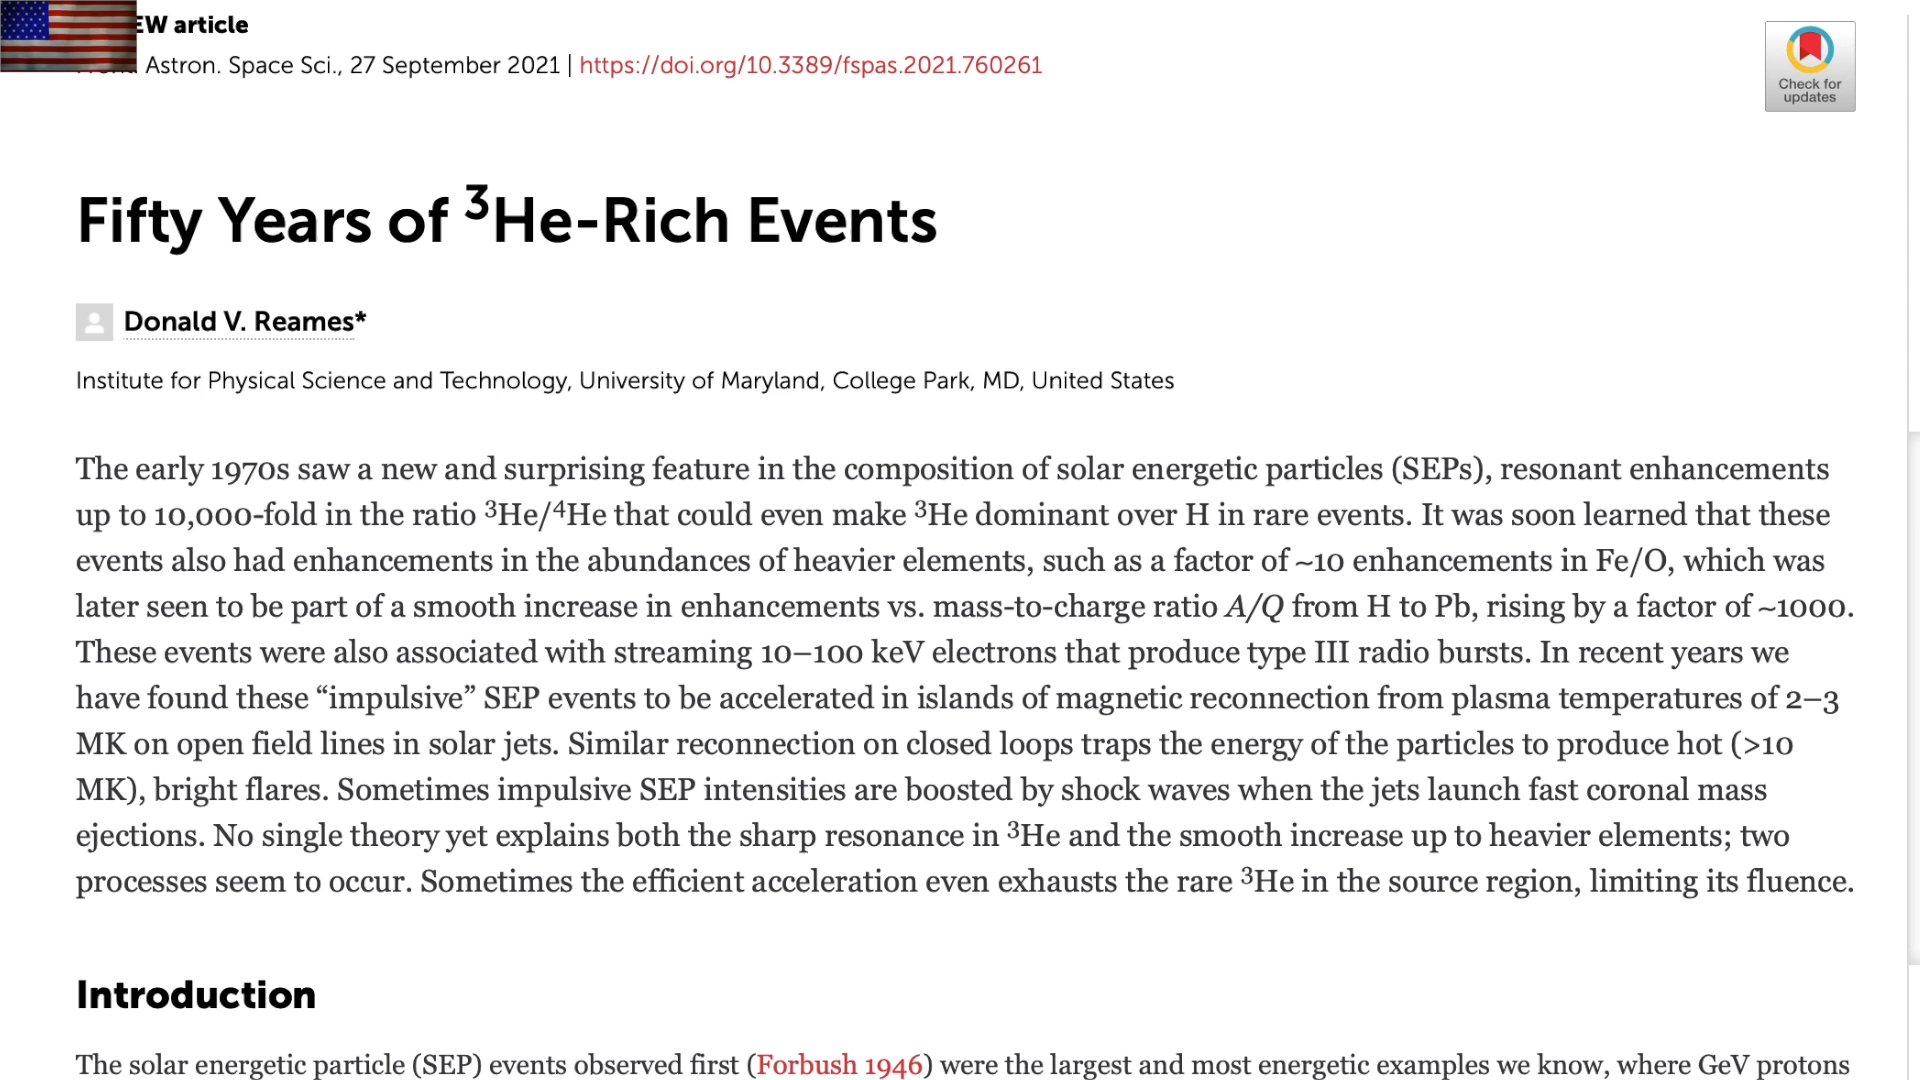 EW article
Astron. Space Sci., 27 September 2021 | https://doi.org/10.3389/fspas.2021.760261
Check for
updates
Fifty Years of ³He-Rich Events
Donald V. Reames*
Institute for Physical Science and Technology, University of Maryland, College Park, MD, United States
The early 1970s saw a new and surprising feature in the composition of solar energetic particles (SEPs), resonant enhancements
up to 10,000-fold in the ratio ³He/⁴He that could even make ³He dominant over H in rare events. It was soon learned that these
events also had enhancements in the abundances of heavier elements, such as a factor of ~10 enhancements in Fe/O, which was
later seen to be part of a smooth increase in enhancements vs. mass-to-charge ratio A/Q from H to Pb, rising by a factor of ~1000.
These events were also associated with streaming 10–100 keV electrons that produce type III radio bursts. In recent years we
have found these “impulsive” SEP events to be accelerated in islands of magnetic reconnection from plasma temperatures of 2–3
MK on open field lines in solar jets. Similar reconnection on closed loops traps the energy of the particles to produce hot (>10
MK), bright flares. Sometimes impulsive SEP intensities are boosted by shock waves when the jets launch fast coronal mass
ejections. No single theory yet explains both the sharp resonance in ³He and the smooth increase up to heavier elements; two
processes seem to occur. Sometimes the efficient acceleration even exhausts the rare ³He in the source region, limiting its fluence.
Introduction
The solar energetic particle (SEP) events observed first (Forbush 1946) were the largest and most energetic examples we know, where GeV protons